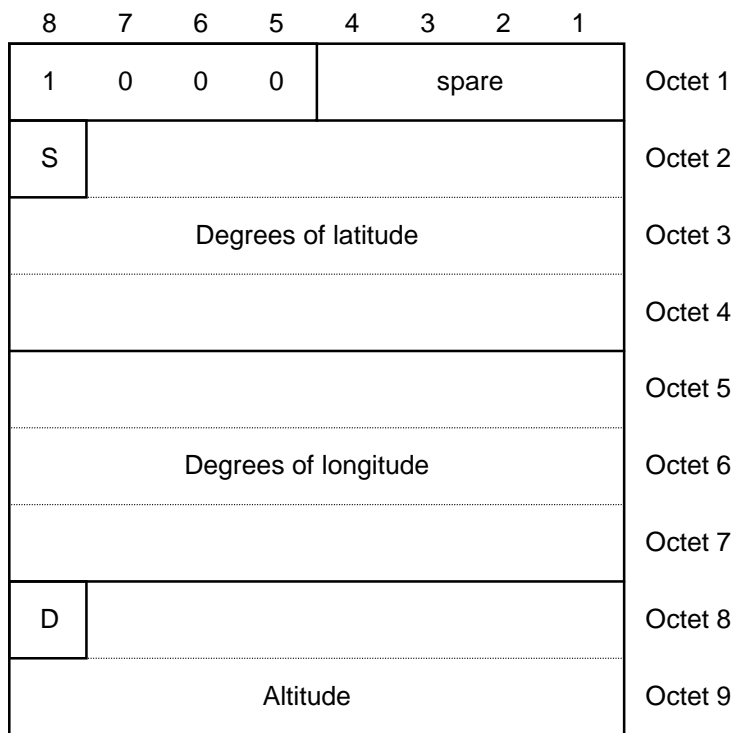 8 7 6 5 4 3 2 1
1 0 0 0 spare Octet 1
S Octet 2
Degrees of latitude Octet 3
Octet 4
Octet 5
Degrees of longitude Octet 6
Octet 7
D Octet 8
Altitude Octet 9